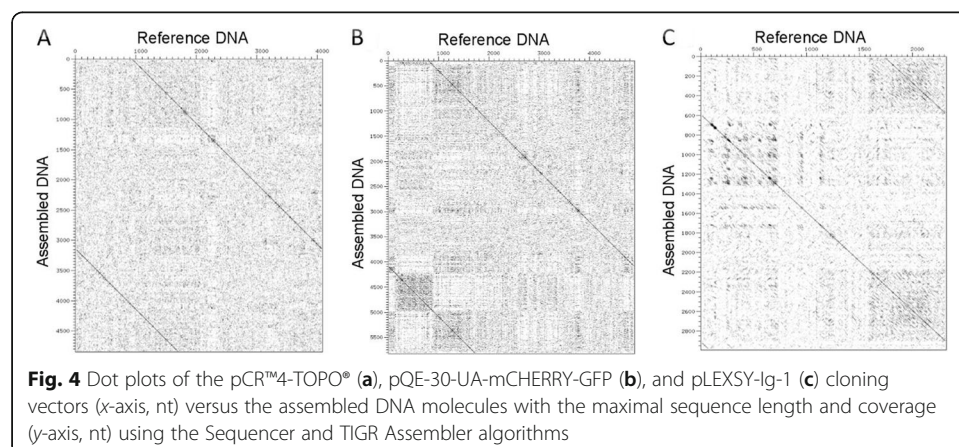 A
Reference DNA
0 1000 2000 3000 4000
Assembled DNA
0
500
1000
1500
2000
2500
3000
3500
4000
4500
B
Reference DNA
0 1000 2000 3000 4000
Assembled DNA
0
500
1000
1500
2000
2500
3000
3500
4000
4500
5000
5500
C
Reference DNA
0 500 1000 1500 2000
Assembled DNA
0
200
400
600
800
1000
1200
1400
1600
1800
2000
2200
2400
2600
2800
Fig. 4 Dot plots of the pCR™4-TOPO® (a), pQE-30-UA-mCHERRY-GFP (b), and pLEXSY-Ig-1 (c) cloning
vectors (x-axis, nt) versus the assembled DNA molecules with the maximal sequence length and coverage
(y-axis, nt) using the Sequencer and TIGR Assembler algorithms